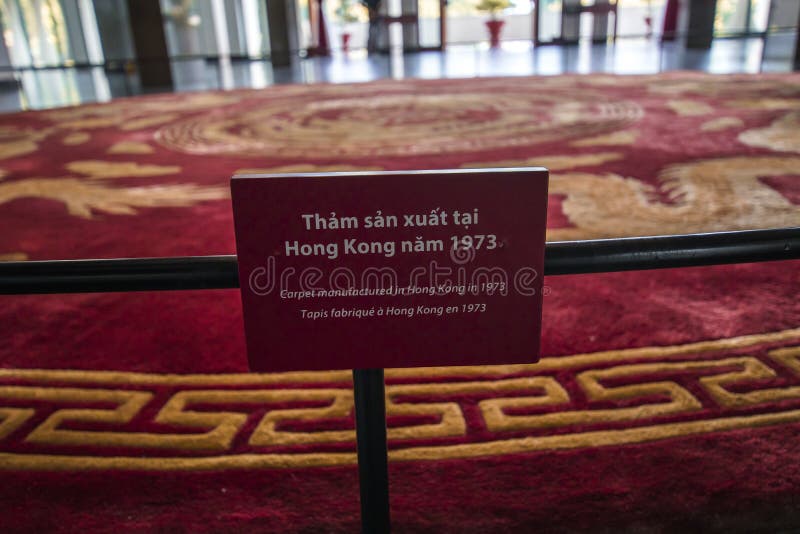 Thảm sản xuất tại
Hong Kong năm 1973
dreamstime
Carpet manufactured in Hong Kong in 1973
Tapis fabriqué à Hong Kong en 1973